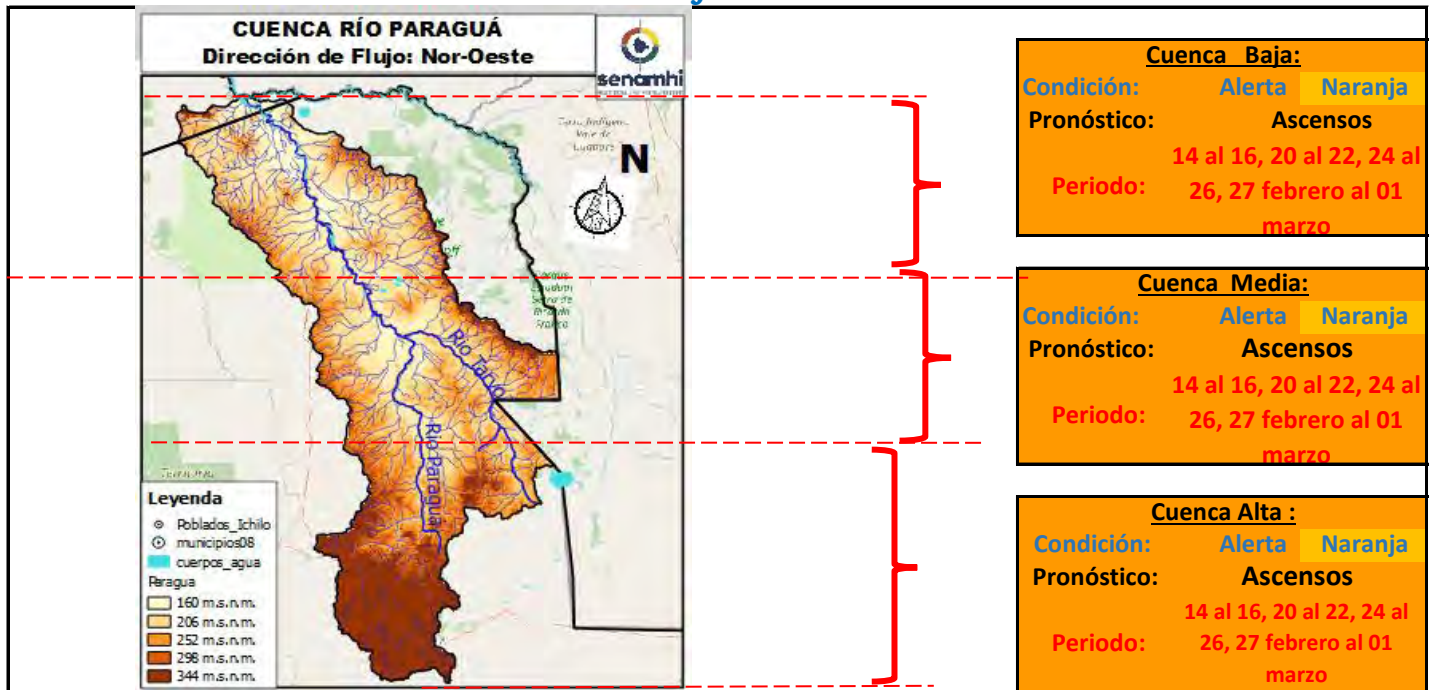 CUENCA RÍO PARAGUÁ
Dirección de Flujo: Nor-Oeste
senamhi
N
Río Paraguá
Leyenda
Poblados_Ichilo
municipios08
cuerpos_agua
Paragua
160 m.s.n.m.
206 m.s.n.m.
252 m.s.n.m.
298 m.s.n.m.
344 m.s.n.m.
Cuenca Baja:
Condición: Alerta Naranja
Pronóstico: Ascensos
14 al 16, 20 al 22, 24 al
Periodo: 26, 27 febrero al 01
marzo
Cuenca Media:
Condición: Alerta Naranja
Pronóstico: Ascensos
14 al 16, 20 al 22, 24 al
Periodo: 26, 27 febrero al 01
marzo
Cuenca Alta :
Condición: Alerta Naranja
Pronóstico: Ascensos
14 al 16, 20 al 22, 24 al
Periodo: 26, 27 febrero al 01
marzo